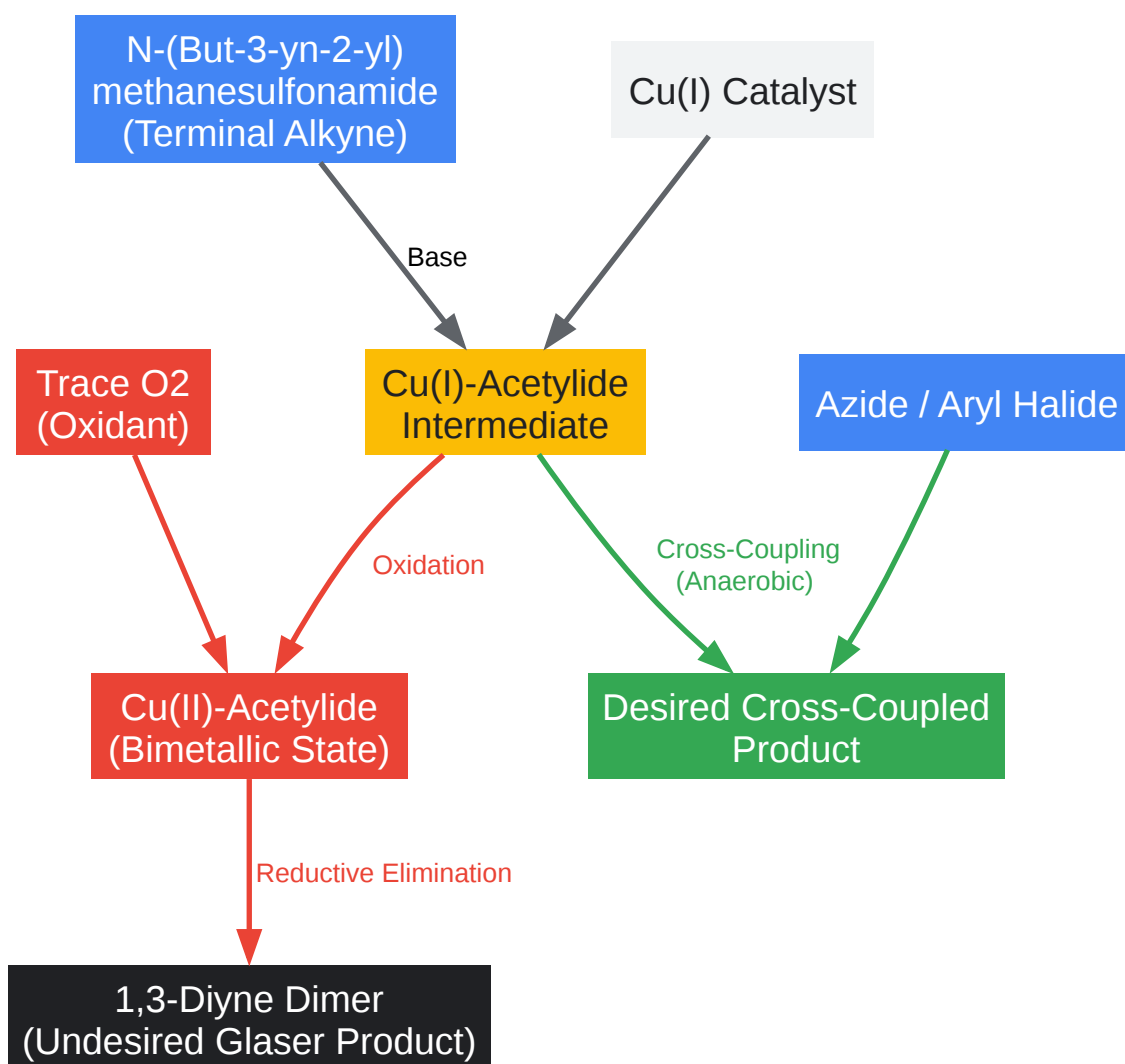 N-(But-3-yn-2-yl)
methanesulfonamide
(Terminal Alkyne)
Cu(I) Catalyst
Base
Trace O2
(Oxidant)
Cu(I)-Acetylide
Intermediate
Azide / Aryl Halide
Oxidation
Cross-Coupling
(Anaerobic)
Cu(II)-Acetylide
(Bimetallic State)
Desired Cross-Coupled
Product
Reductive Elimination
1,3-Diyne Dimer
(Undesired Glaser Product)